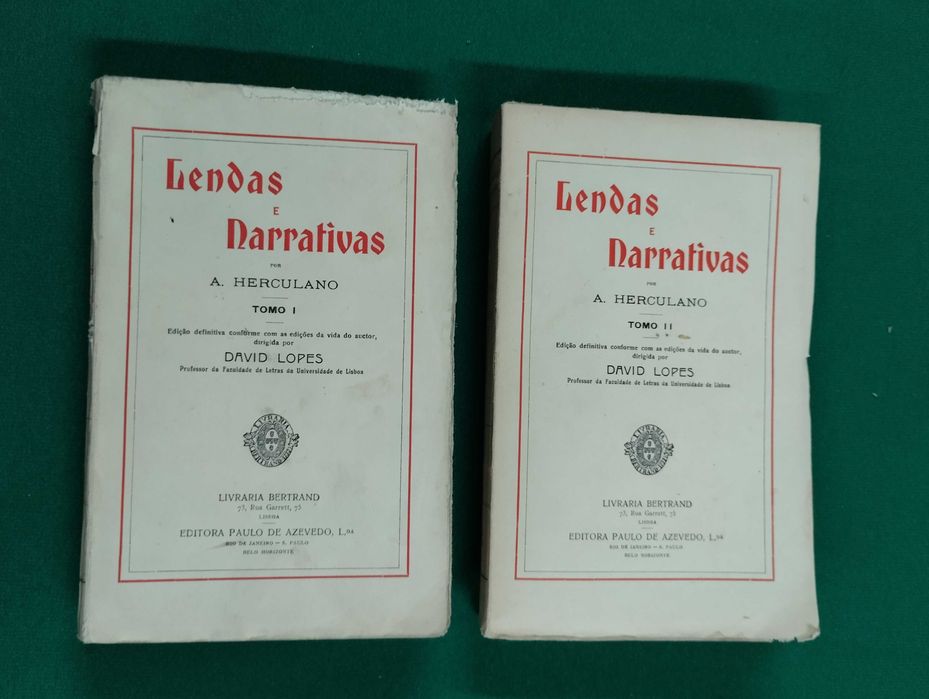 Lendas
E
Narrativas
POR
A. HERCULANO
TOMO I
Edição definitiva conforme com as edições da vida do auctor,
dirigida por
DAVID LOPES
Professor da Faculdade de Letras da Universidade de Lisboa
LIVRARIA
BERTRAND
LIVRARIA BERTRAND
73, Rua Garrett, 75
LISBOA
EDITORA PAULO DE AZEVEDO, L.DA
RIO DE JANEIRO — S. PAULO
BELO HORIZONTE
Lendas
E
Narrativas
POR
A. HERCULANO
TOMO II
Edição definitiva conforme com as edições da vida do auctor,
dirigida por
DAVID LOPES
Professor da Faculdade de Letras da Universidade de Lisboa
LIVRARIA
BERTRAND
LIVRARIA BERTRAND
73, Rua Garrett, 75
LISBOA
EDITORA PAULO DE AZEVEDO, L.DA
RIO DE JANEIRO — S. PAULO
BELO HORIZONTE